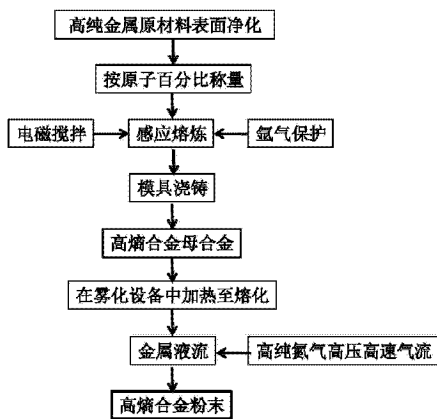 高纯金属原材料表面净化
按原子百分比称量
电磁搅拌
感应熔炼
氩气保护
模具浇铸
高熵合金母合金
在雾化设备中加热至熔化
金属液流
高纯氮气高压高速气流
高熵合金粉末